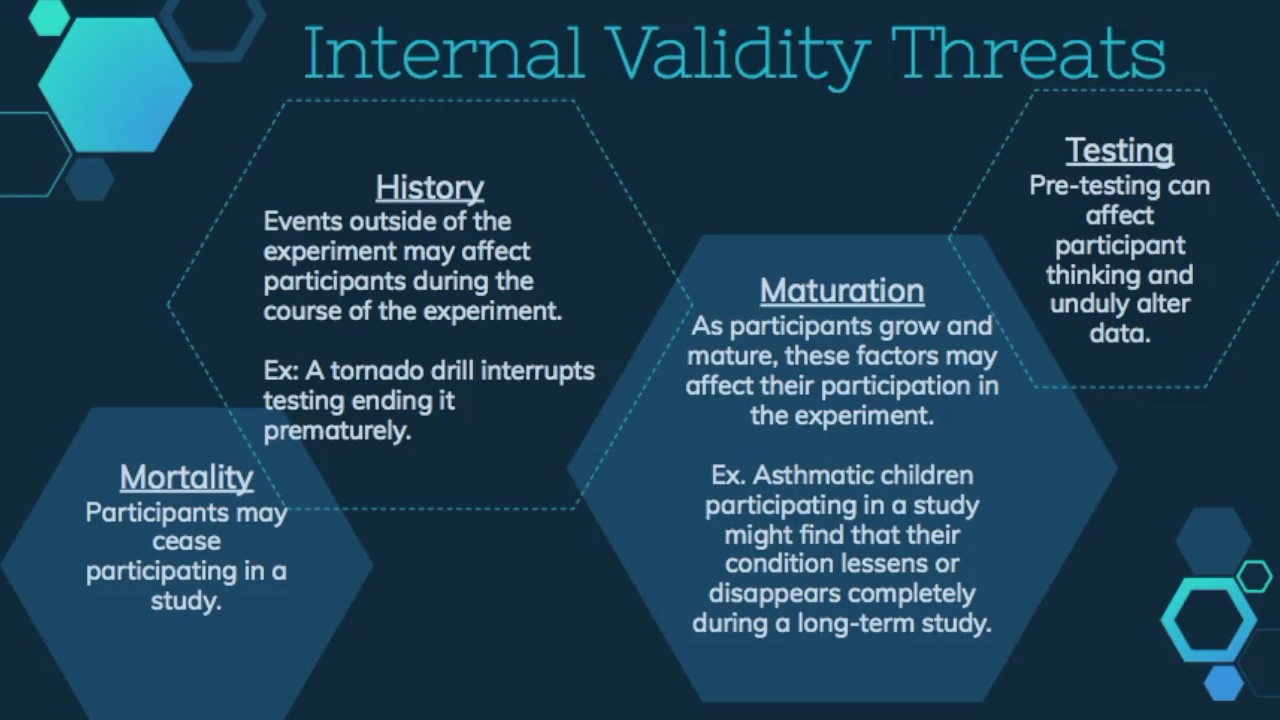 Internal Validity Threats
History
Events outside of the
experiment may affect
participants during the
course of the experiment.
Ex: A tornado drill interrupts
testing ending it
prematurely.
Testing
Pre-testing can
affect
participant
thinking and
unduly alter
data.
Maturation
As participants grow and
mature, these factors may
affect their participation in
the experiment.
Ex. Asthmatic children
participating in a study
might find that their
condition lessens or
disappears completely
during a long-term study.
Mortality
Participants may
cease
participating in a
study.